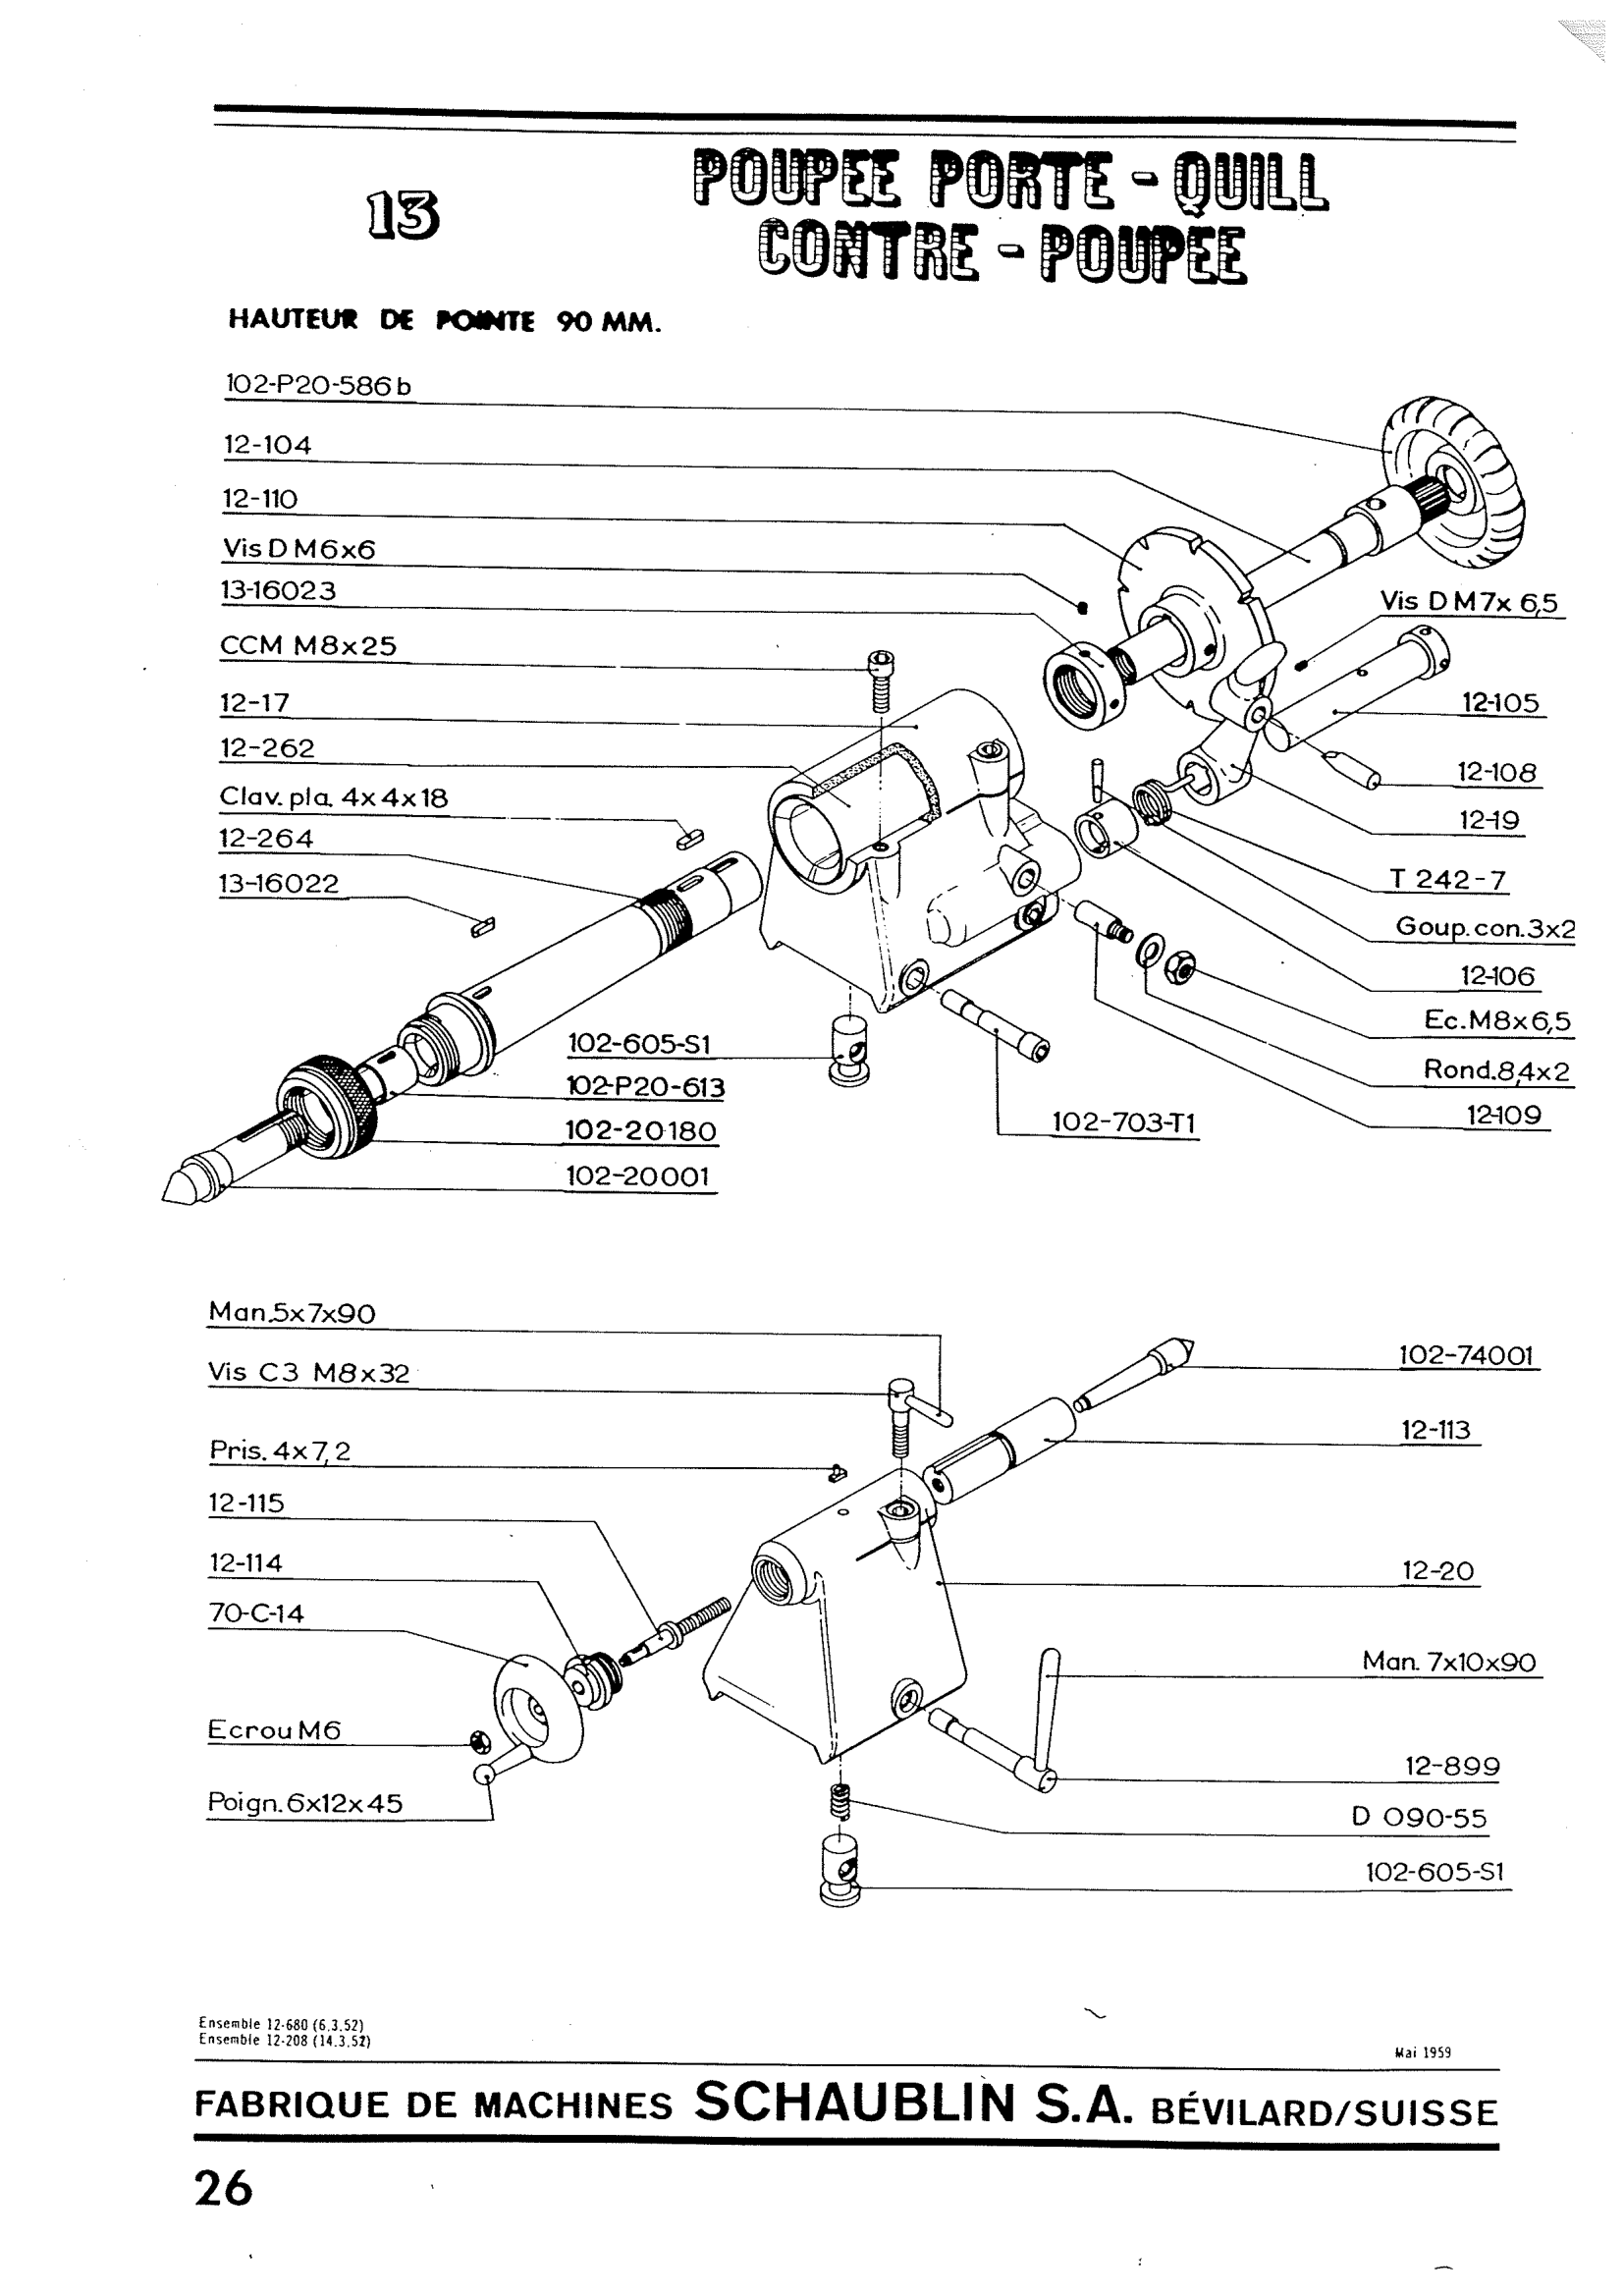 13
POUPEE PORTE - QUILL
CONTRE - POUPEE
HAUTEUR DE POINTE 90 MM.
102-P20-586b
12-104
12-110
Vis D M6x6
13-16023
CCM M8x25
12-17
12-262
Clav. pla. 4x4x18
12-264
13-16022
102-605-S1
102-P20-613
102-20180
102-20001
Vis D M7x 6,5
12-105
12-108
12-19
T 242-7
Goup. con. 3x2
12-106
Ec. M8x6,5
Rond. 8,4x2
12-109
102-703-T1
Man. 5x7x90
Vis C3 M8x32
Pris. 4x7,2
12-115
12-114
70-C-14
Ecrou M6
Poign. 6x12x45
102-74001
12-113
12-20
Man. 7x10x90
12-899
D 090-55
102-605-S1
Ensemble 12-680 (6.3.52)
Ensemble 12-208 (14.3.52)
Mai 1959
FABRIQUE DE MACHINES SCHAUBLIN S.A. BÉVILARD/SUISSE
26